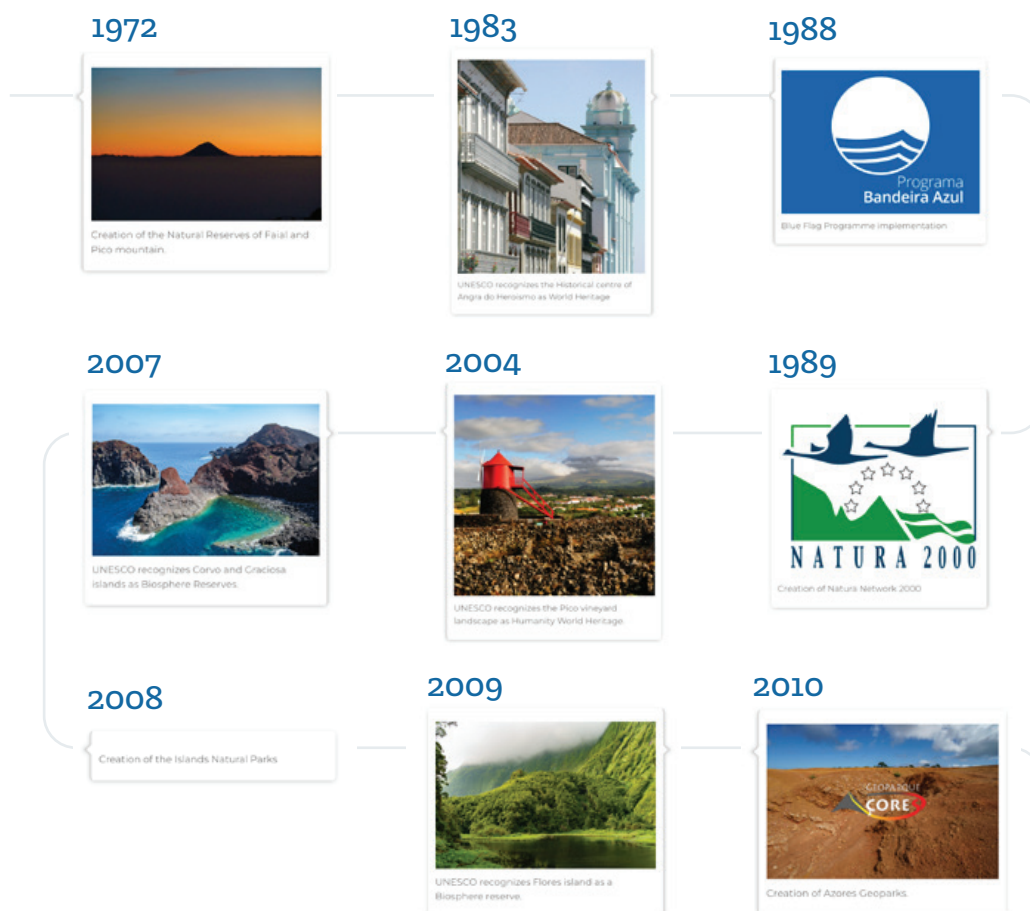 1972
Creation of the Natural Reserves of Faial and
Pico mountain.
1983
UNESCO recognizes the Historical centre of
Angra do Heroismo as World Heritage
1988
Programa
Bandeira Azul
Blue Flag Programme implementation
1989
NATURA 2000
Creation of Natura Network 2000
2004
UNESCO recognizes the Pico vineyard
landscape as Humanity World Heritage.
2007
UNESCO recognizes Corvo and Graciosa
islands as Biosphere Reserves.
2008
Creation of the Islands Natural Parks
2009
UNESCO recognizes Flores island as a
Biosphere reserve.
2010
GEOPARQUE
Creation of Azores Geoparks.